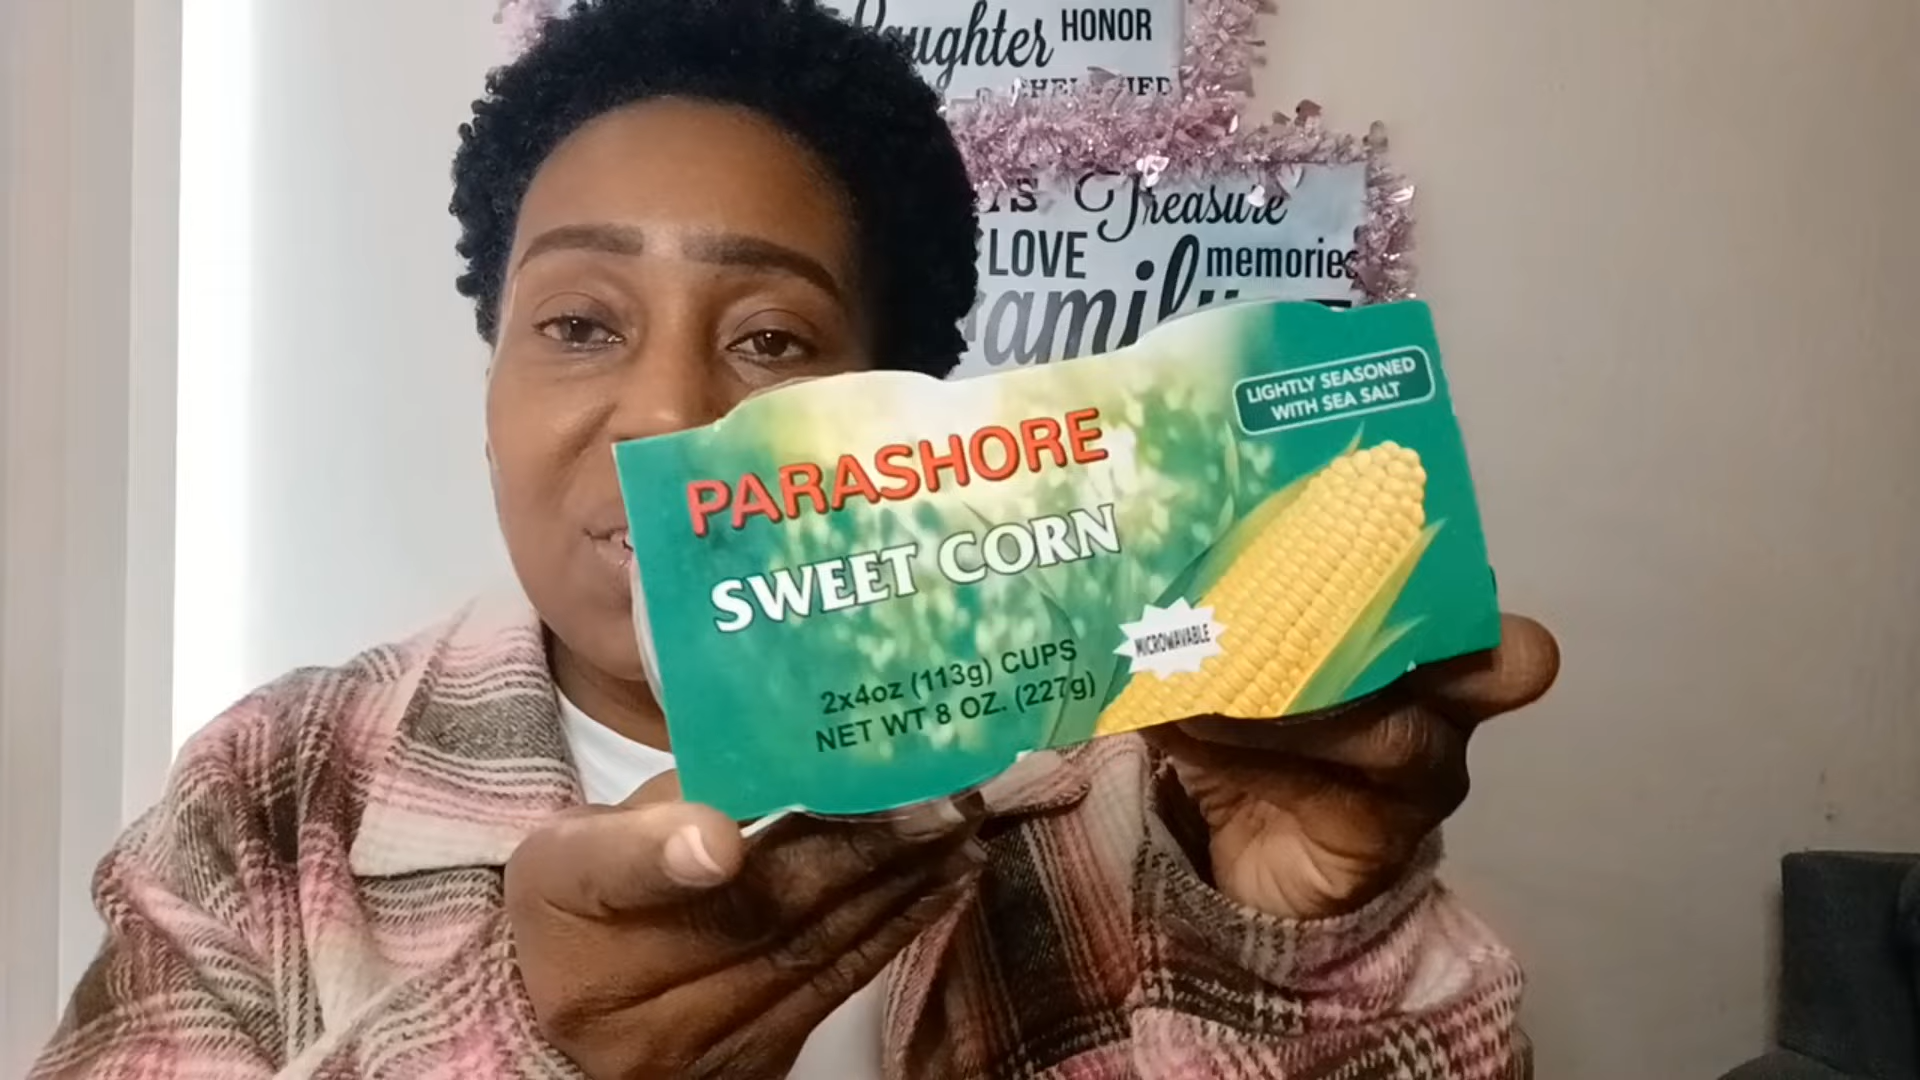 HONOR
LOVE
Treasure
memories
PARASHORE
SWEET CORN
2x4oz (113g) CUPS
NET WT 8 OZ. (227g)
LIGHTLY SEASONED
WITH SEA SALT
MICROWAVABLE